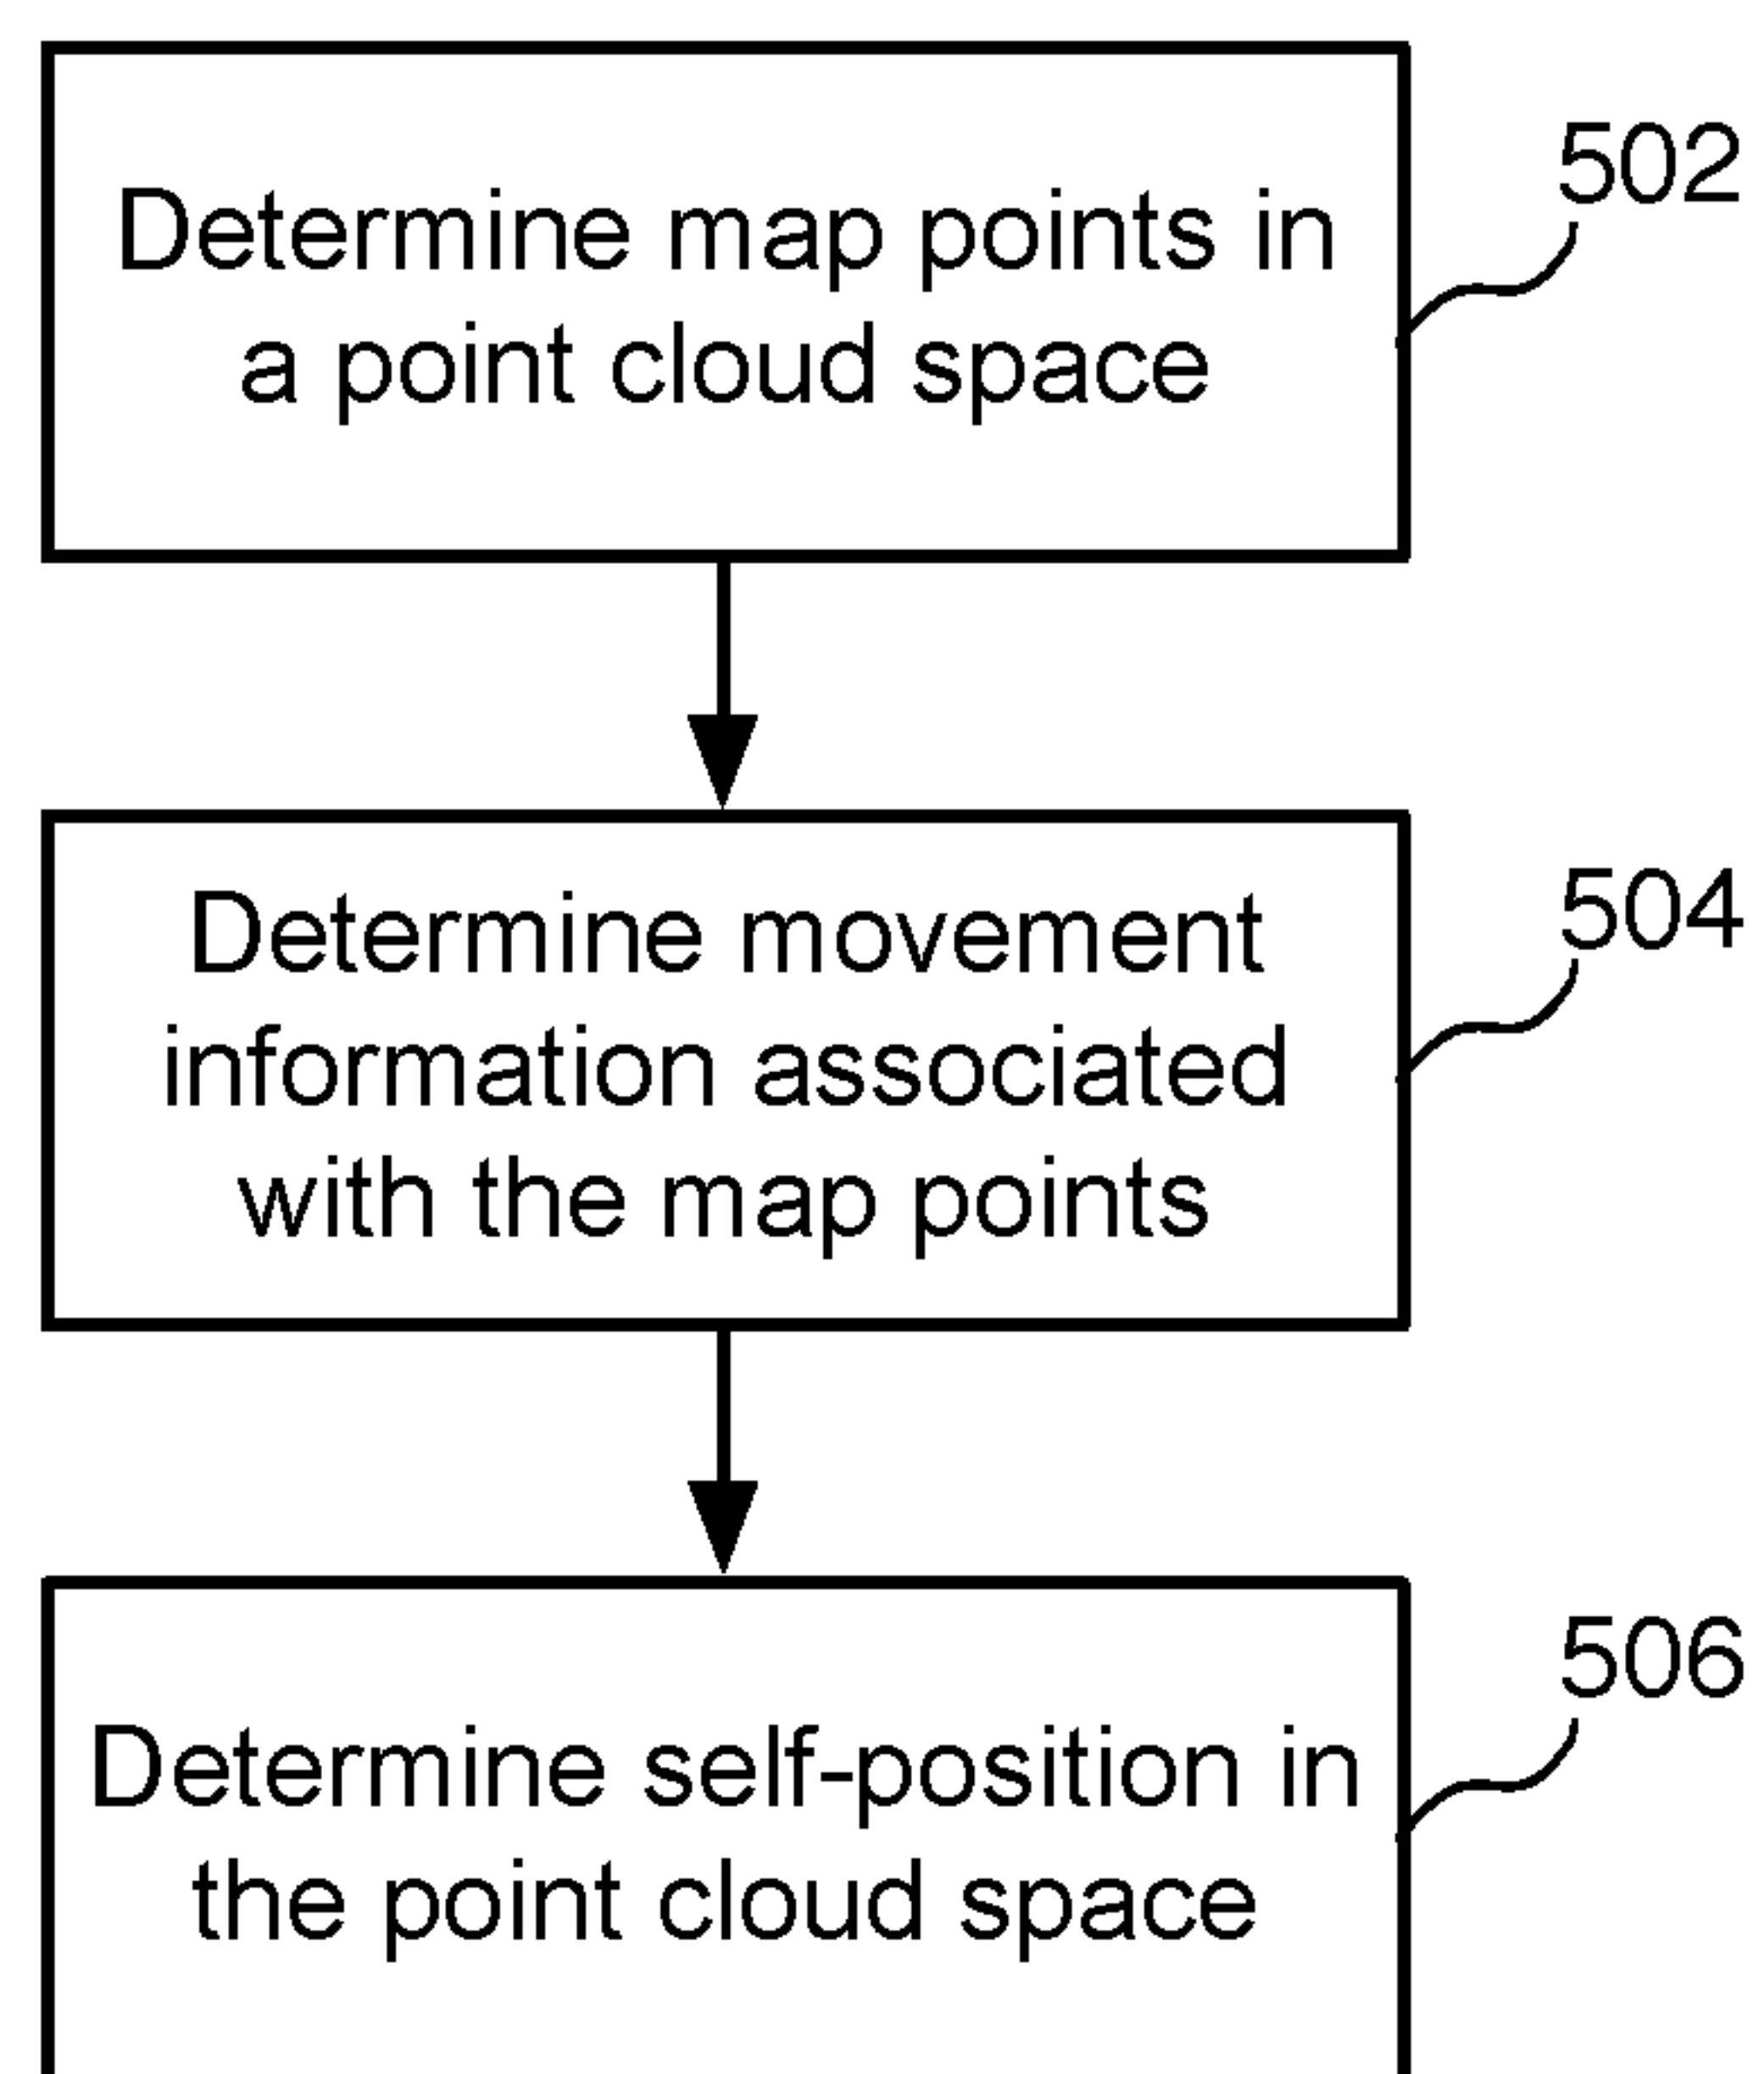 502
Determine map points in
a point cloud space
504
Determine movement
information associated
with the map points
506
Determine self-position in
the point cloud space